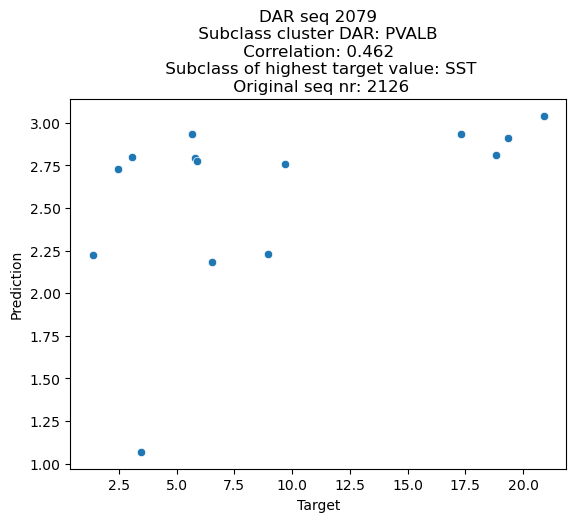 DAR seq 2079
Subclass cluster DAR: PVALB
Correlation: 0.462
Subclass of highest target value: SST
Original seq nr: 2126
3.00
2.75
2.50
2.25
2.00
1.75
1.50
1.25
1.00
Prediction
2.5 5.0 7.5 10.0 12.5 15.0 17.5 20.0
Target